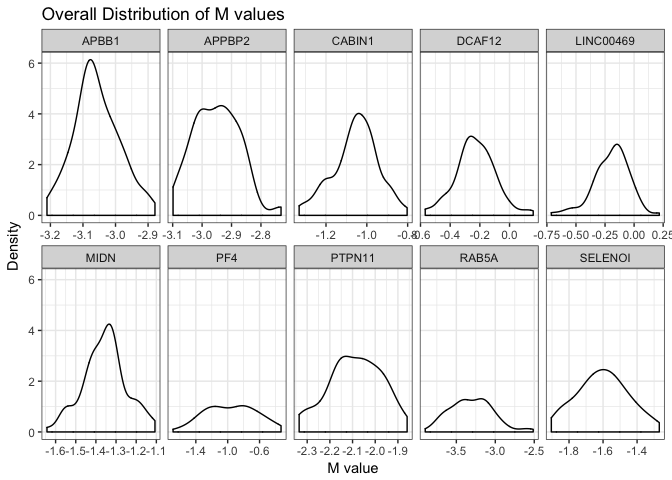 Overall Distribution of M values
APBB1 APPBP2 CABIN1 DCAF12 LINC00469
6
4
2
0
-3.2 -3.1 -3.0 -2.9 -3.1 -3.0 -2.9 -2.8 -1.2 -1.0 -0.8 -0.6 -0.4 -0.2 0.0 -0.75 -0.50 -0.25 0.00 0.25
Density
MIDN PF4 PTPN11 RAB5A SELENOI
6
4
2
0
-1.6 -1.5 -1.4 -1.3 -1.2 -1.1 -1.4 -1.0 -0.6 -2.3 -2.2 -2.1 -2.0 -1.9 -3.5 -3.0 -2.5 -1.8 -1.6 -1.4
M value